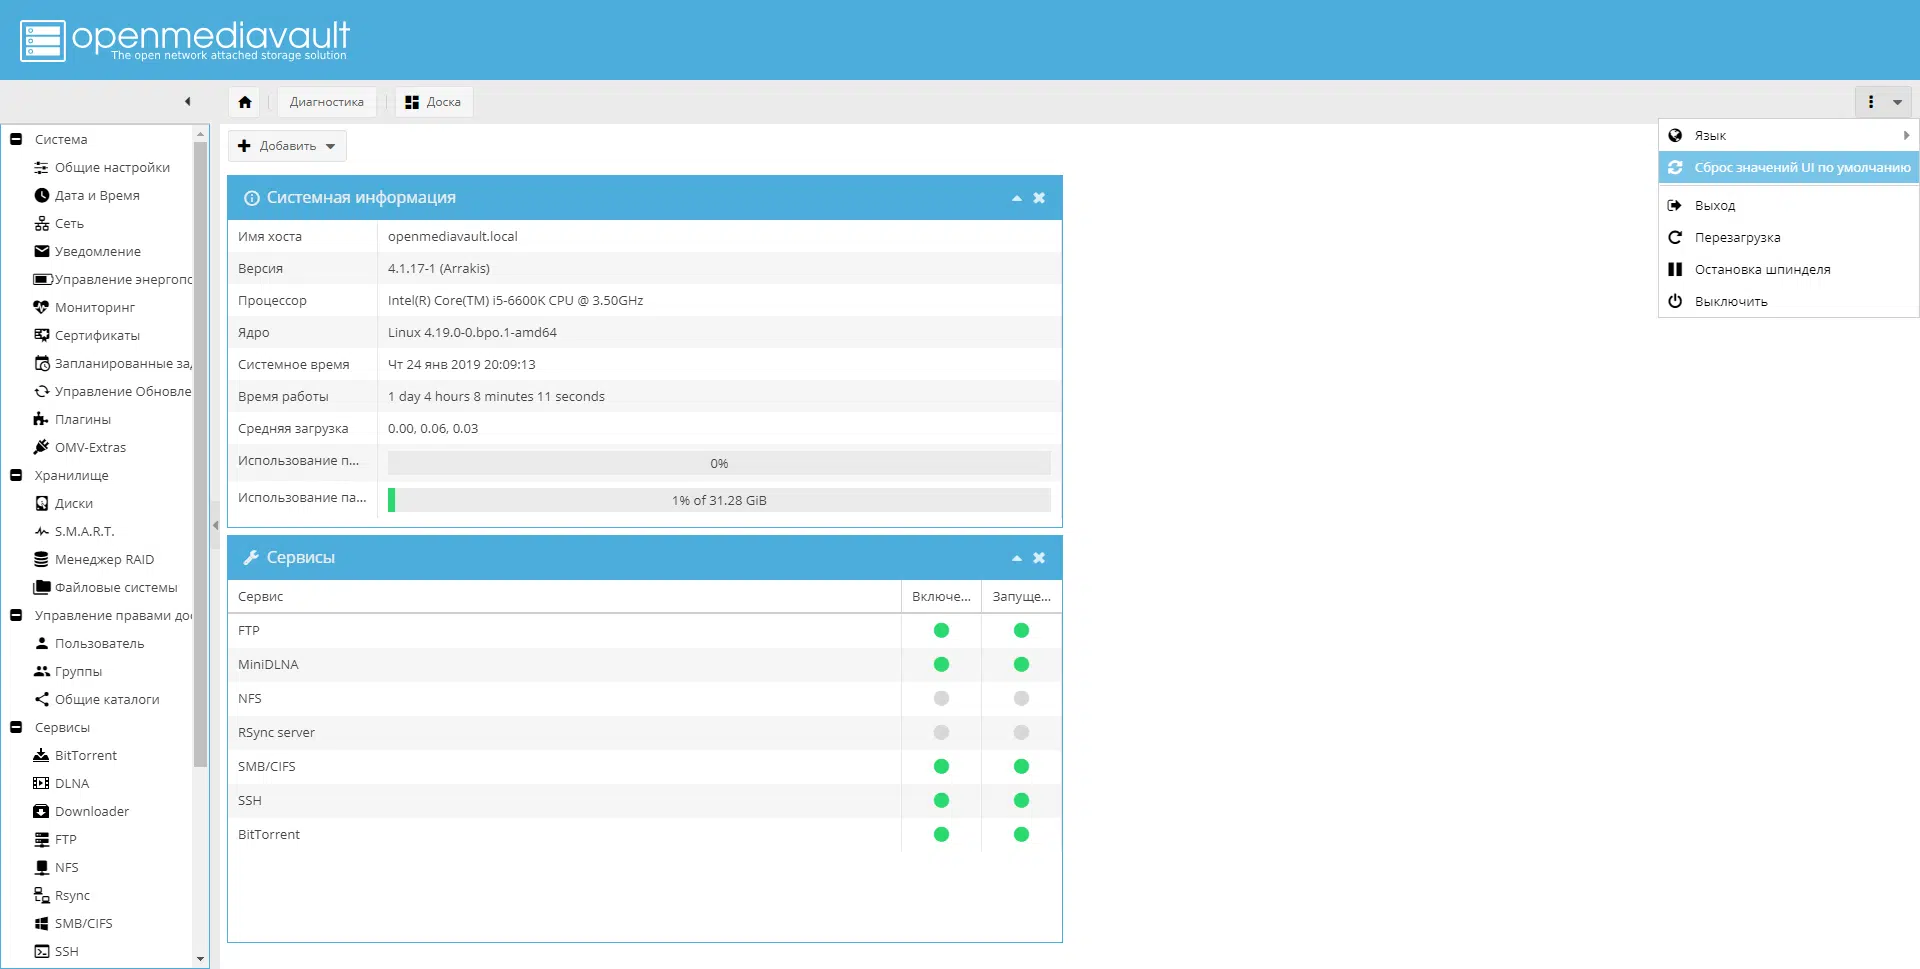 openmediavault
The open network attached storage solution
Диагностика
Доска
Система
Общие настройки
Дата и Время
Сеть
Уведомление
Управление энергопо
Мониторинг
Сертификаты
Запланированные за,
Управление Обновле
Плагины
OMV-Extras
Хранилище
Диски
S.M.A.R.T.
Менеджер RAID
Файловые системы
Управление правами дос
Пользователь
Группы
Общие каталоги
Сервисы
BitTorrent
DLNA
Downloader
FTP
NFS
Rsync
SMB/CIFS
SSH
Добавить
Системная информация
Имя хоста openmediavault.local
Версия 4.1.17-1 (Arrakis)
Процессор Intel(R) Core(TM) i5-6600K CPU @ 3.50GHz
Ядро Linux 4.19.0-0.bpo.1-amd64
Системное время Чт 24 янв 2019 20:09:13
Время работы 1 day 4 hours 8 minutes 11 seconds
Средняя загрузка 0.00, 0.06, 0.03
Использование п... 0%
Использование па... 1% of 31.28 GiB
Сервисы
Сервис Включе... Запуще...
FTP
MiniDLNA
NFS
RSync server
SMB/CIFS
SSH
BitTorrent
Язык
Сброс значений UI по умолчанию
Выход
Перезагрузка
Остановка шпинделя
Выключить